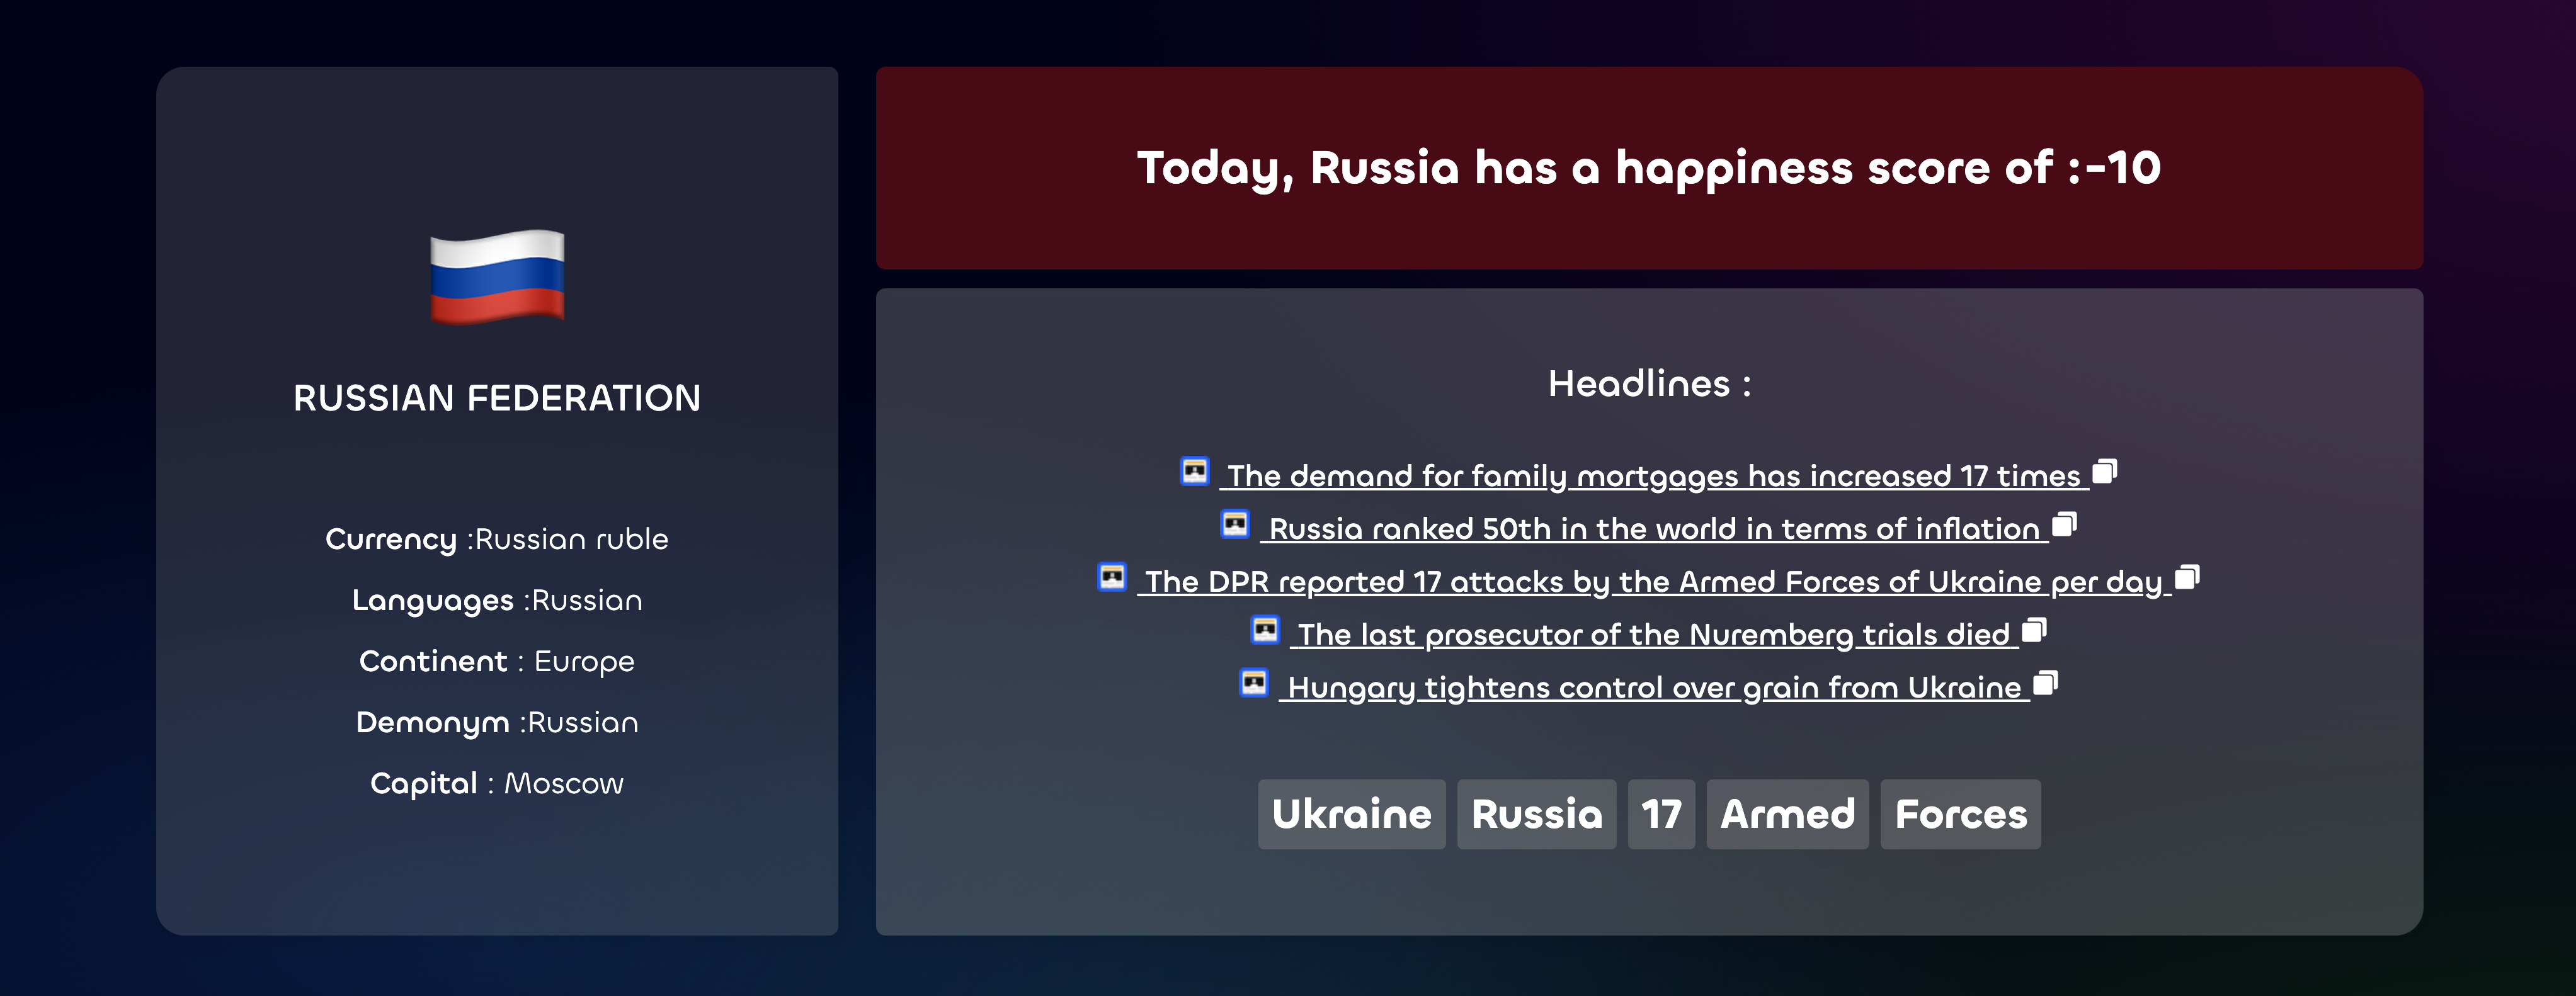 RUSSIAN FEDERATION
Currency :Russian ruble
Languages :Russian
Continent : Europe
Demonym :Russian
Capital : Moscow
Today, Russia has a happiness score of :-10
Headlines :
The demand for family mortgages has increased 17 times
Russia ranked 50th in the world in terms of inflation
The DPR reported 17 attacks by the Armed Forces of Ukraine per day
The last prosecutor of the Nuremberg trials died
Hungary tightens control over grain from Ukraine
Ukraine Russia 17 Armed Forces